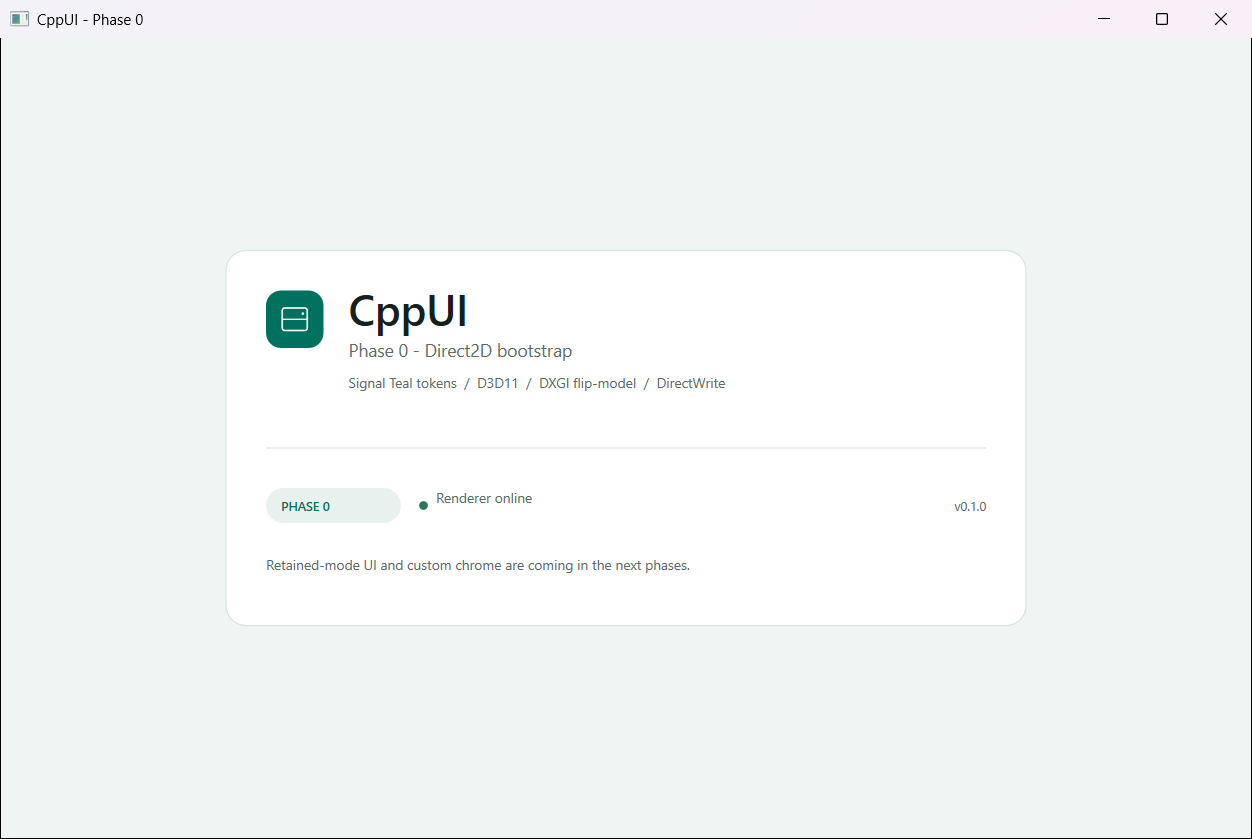 CppUI - Phase 0
CppUI
Phase 0 - Direct2D bootstrap
Signal Teal tokens / D3D11 / DXGI flip-model / DirectWrite
PHASE 0
Renderer online
v0.1.0
Retained-mode UI and custom chrome are coming in the next phases.